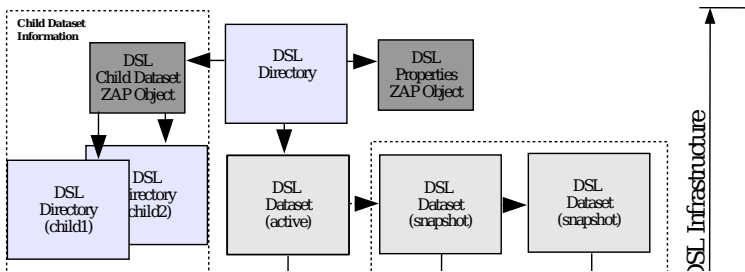 Child Dataset
Information
DSL
Child Dataset
ZAP Object
DSL
Directory
DSL
Properties
ZAP Object
DSL
Directory
(child1)
DSL
irectory
child2)
DSL
Dataset
(active)
DSL
Dataset
(snapshot)
DSL
Dataset
(snapshot)
DSL Infrastructure